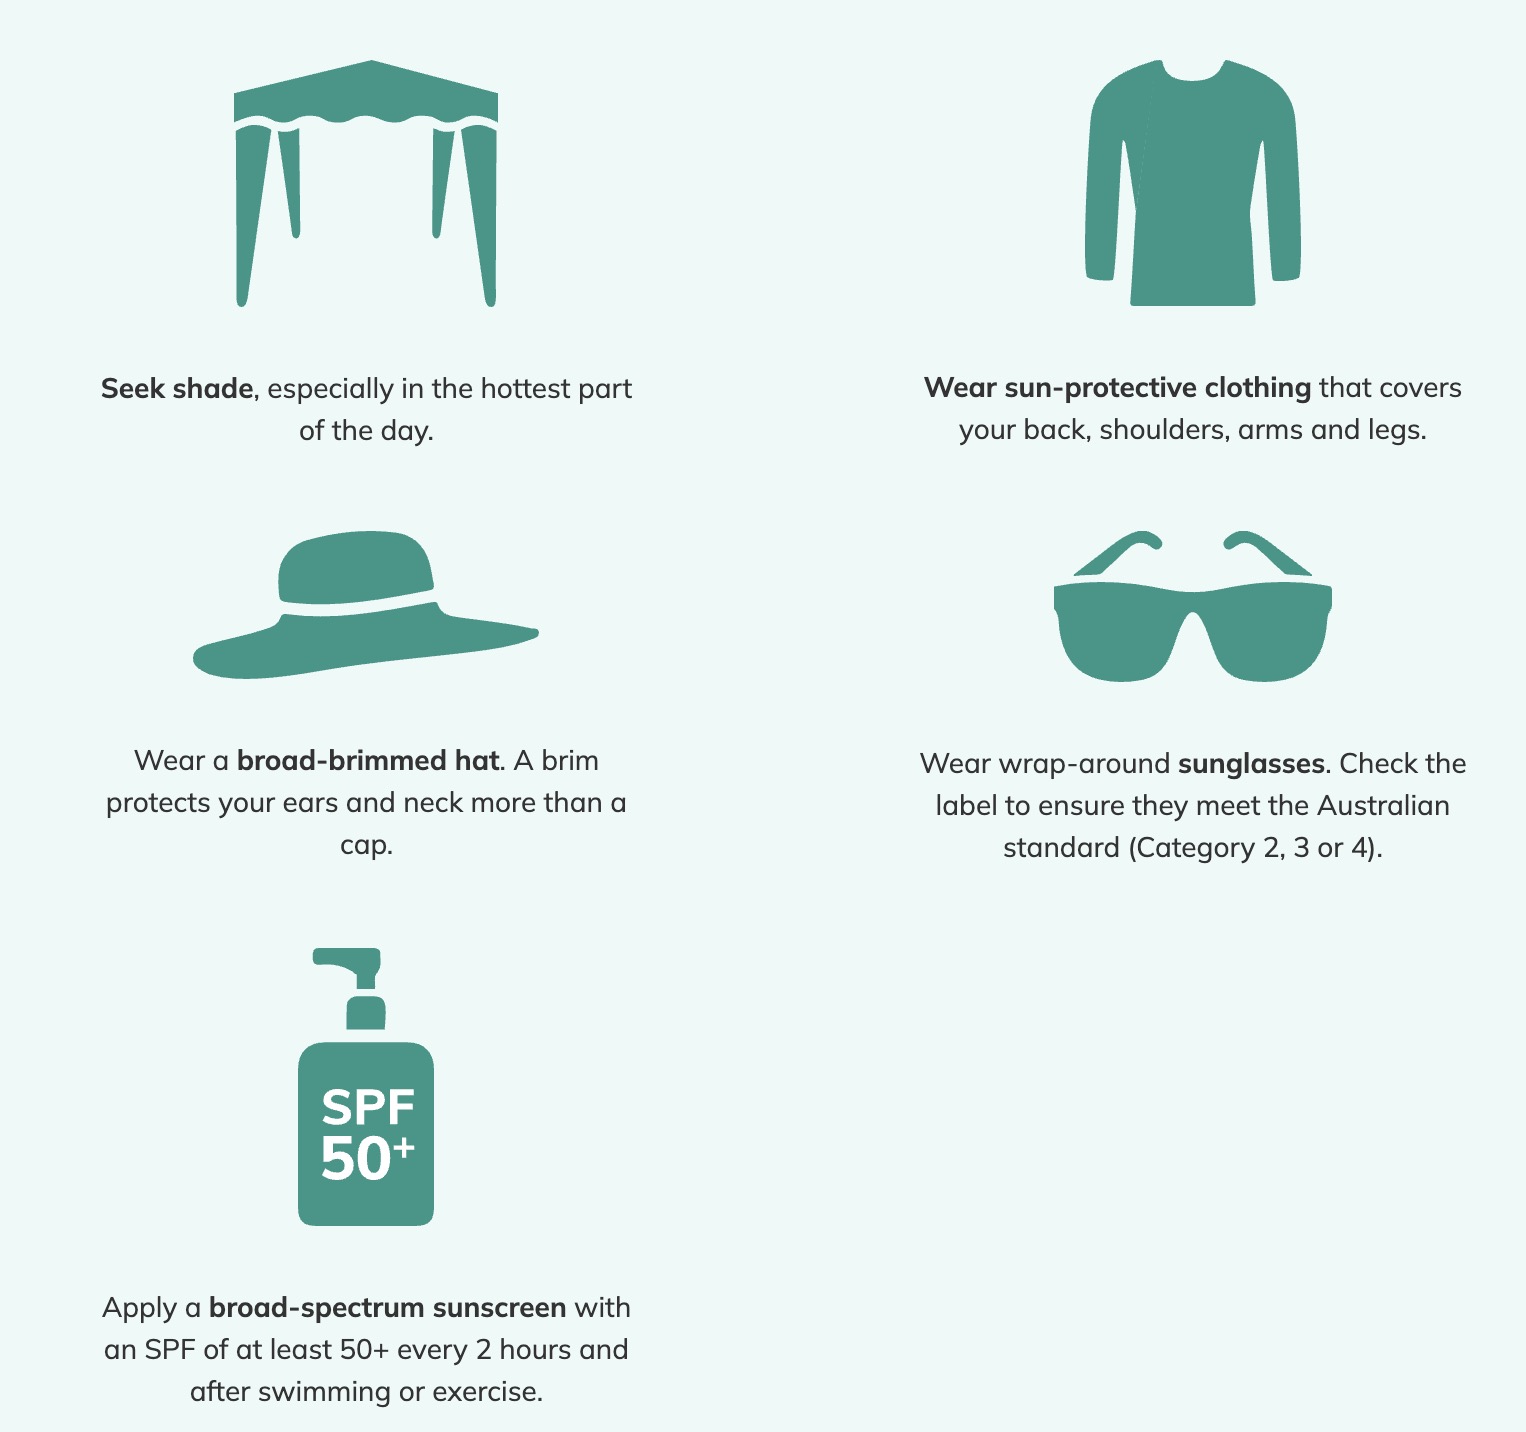 Seek shade, especially in the hottest part
of the day.
Wear sun-protective clothing that covers
your back, shoulders, arms and legs.
Wear a broad-brimmed hat. A brim
protects your ears and neck more than a
cap.
Wear wrap-around sunglasses. Check the
label to ensure they meet the Australian
standard (Category 2, 3 or 4).
SPF
50+
Apply a broad-spectrum sunscreen with
an SPF of at least 50+ every 2 hours and
after swimming or exercise.